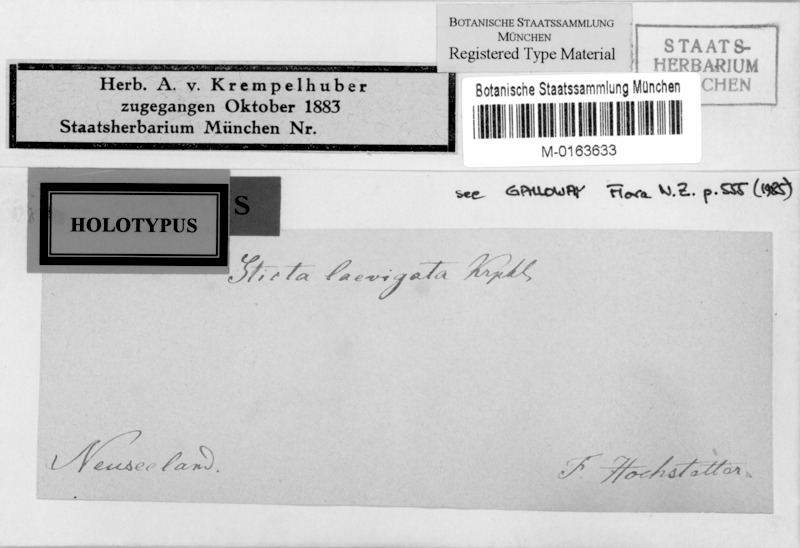 BOTANISCHE STAATSSAMMLUNG
MÜNCHEN
Registered Type Material
STAATS-
HERBARIUM
CHEN
Herb. A. v. Krempelhuber
zugegangen Oktober 1883
Staatsherbarium München Nr.
Botanische Staatssammlung München
M-0163633
see GALLOWAY Flora N.Z. p.555 (1985)
HOLOTYPUS
S
Sticta laevigata Krphb
Neuseeland.
F. Hochstetter.